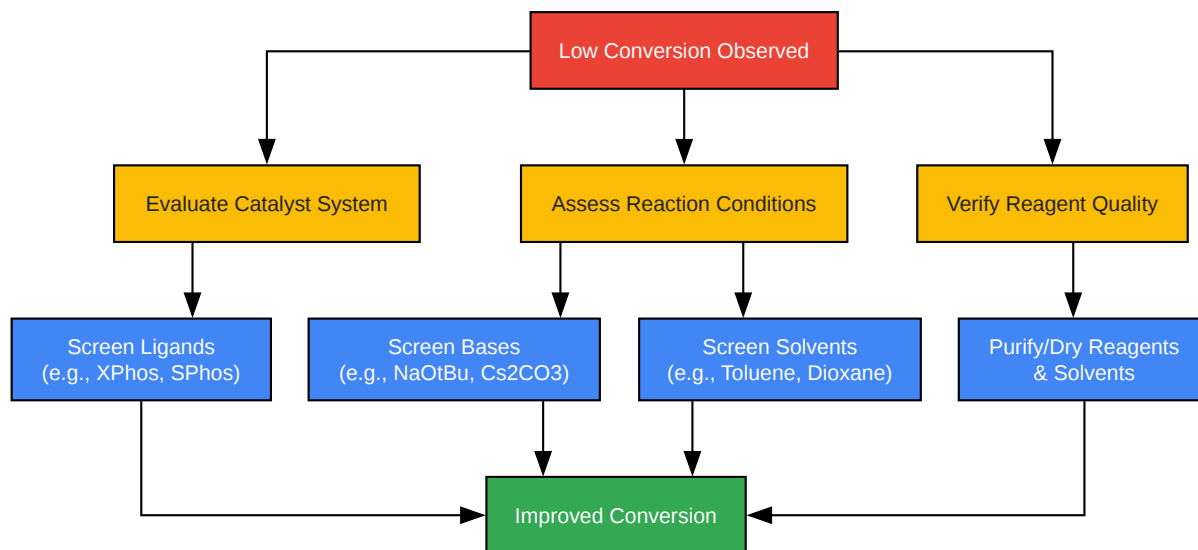 Low Conversion Observed
Evaluate Catalyst System
Assess Reaction Conditions
Verify Reagent Quality
Screen Ligands
(e.g., XPhos, SPhos)
Screen Bases
(e.g., NaOtBu, Cs2CO3)
Screen Solvents
(e.g., Toluene, Dioxane)
Purify/Dry Reagents
& Solvents
Improved Conversion